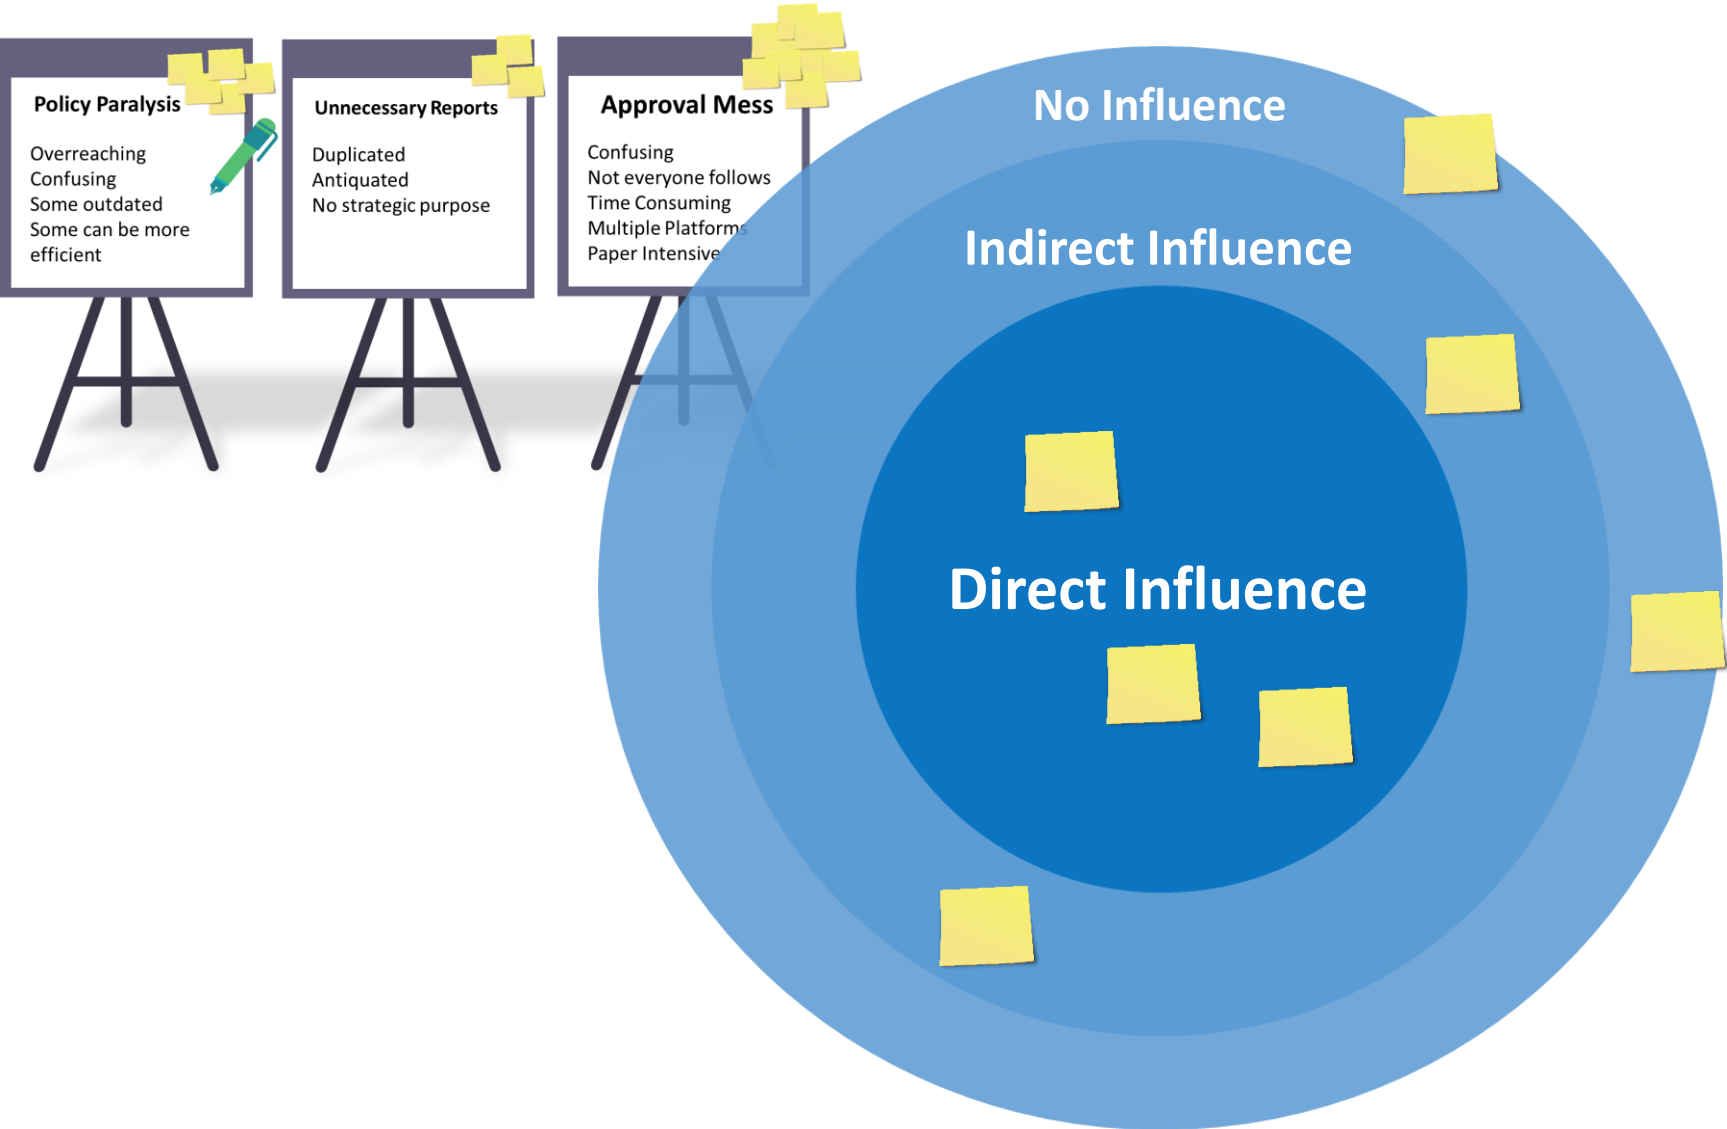 Policy Paralysis
Overreaching
Confusing
Some outdated
Some can be more
efficient
Unnecessary Reports
Duplicated
Antiquated
No strategic purpose
Approval Mess
Confusing
Not everyone follows
Time Consuming
Multiple Platforms
Paper Intensive
No Influence
Indirect Influence
Direct Influence